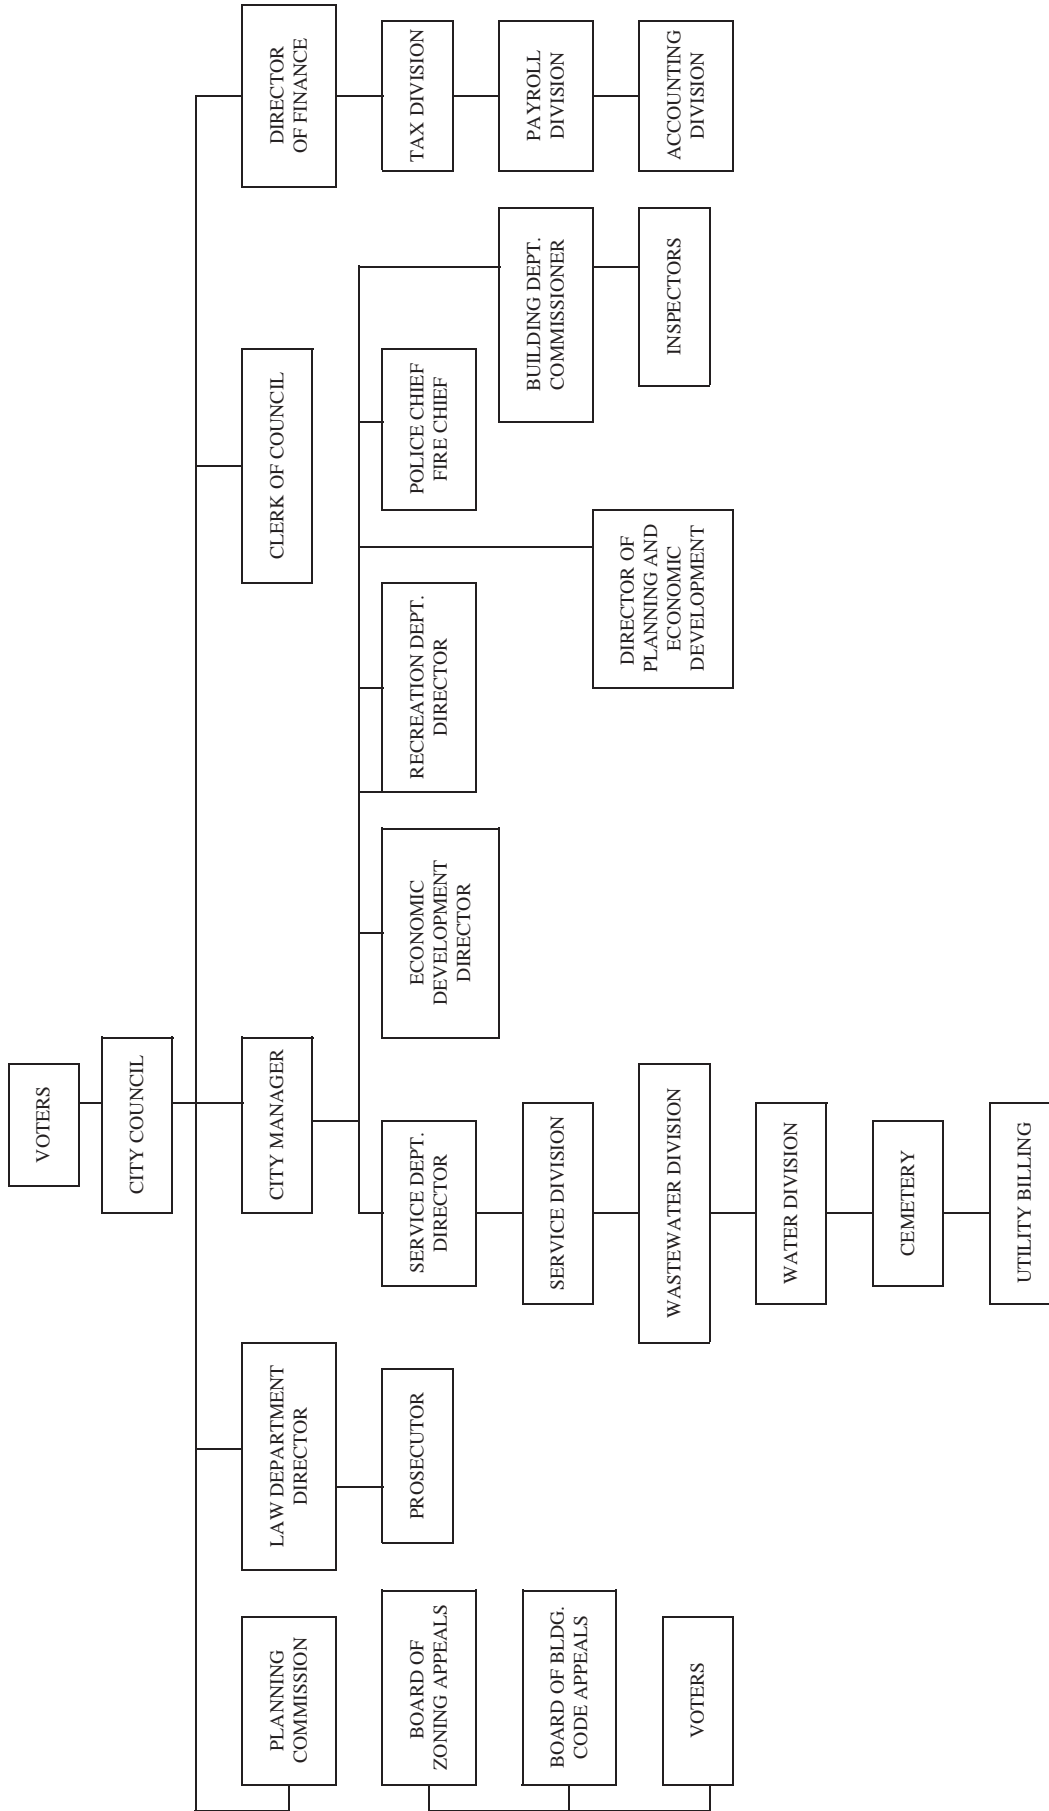 VOTERS
CITY COUNCIL
PLANNING
COMMISSION
LAW DEPARTMENT
DIRECTOR
CITY MANAGER
CLERK OF COUNCIL
DIRECTOR
OF FINANCE
BOARD OF
ZONING APPEALS
PROSECUTOR
SERVICE DEPT.
DIRECTOR
ECONOMIC
DEVELOPMENT
DIRECTOR
RECREATION DEPT.
DIRECTOR
POLICE CHIEF
FIRE CHIEF
TAX DIVISION
BOARD OF BLDG.
CODE APPEALS
SERVICE DIVISION
BUILDING DEPT.
COMMISSIONER
PAYROLL
DIVISION
VOTERS
WASTEWATER DIVISION
DIRECTOR OF
PLANNING AND
ECONOMIC
DEVELOPMENT
INSPECTORS
ACCOUNTING
DIVISION
WATER DIVISION
CEMETERY
UTILITY BILLING